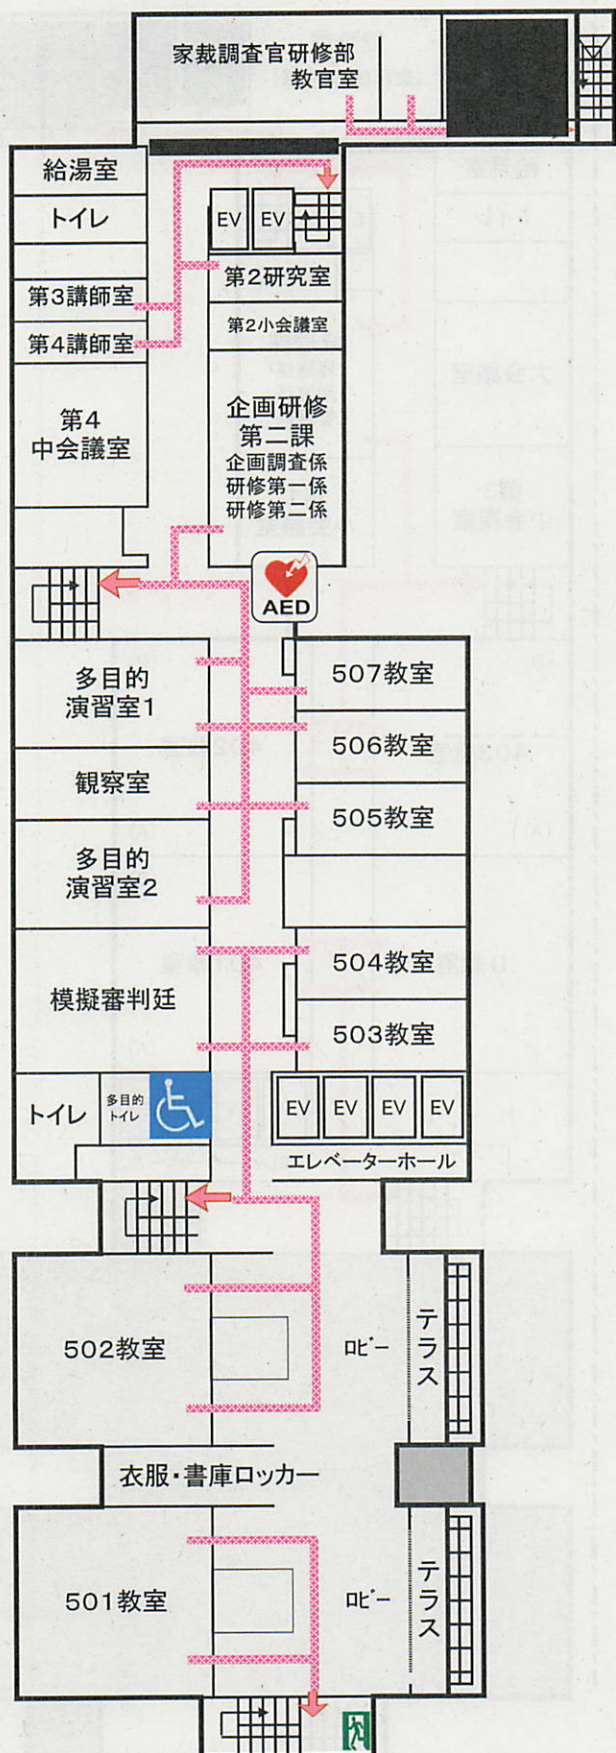 家裁調査官研修部
教官室
給湯室
トイレ
EV
EV
第2研究室
第3講師室
第2小会議室
第4講師室
第4
中会議室
企画研修
第二課
企画調査係
研修第一係
研修第二係
AED
多目的
演習室1
507教室
506教室
観察室
505教室
多目的
演習室2
504教室
模擬審判廷
503教室
トイレ
多目的
トイレ
EV
EV
EV
EV
エレベーターホール
502教室
ロビー
テラス
衣服・書庫ロッカー
501教室
ロビー
テラス